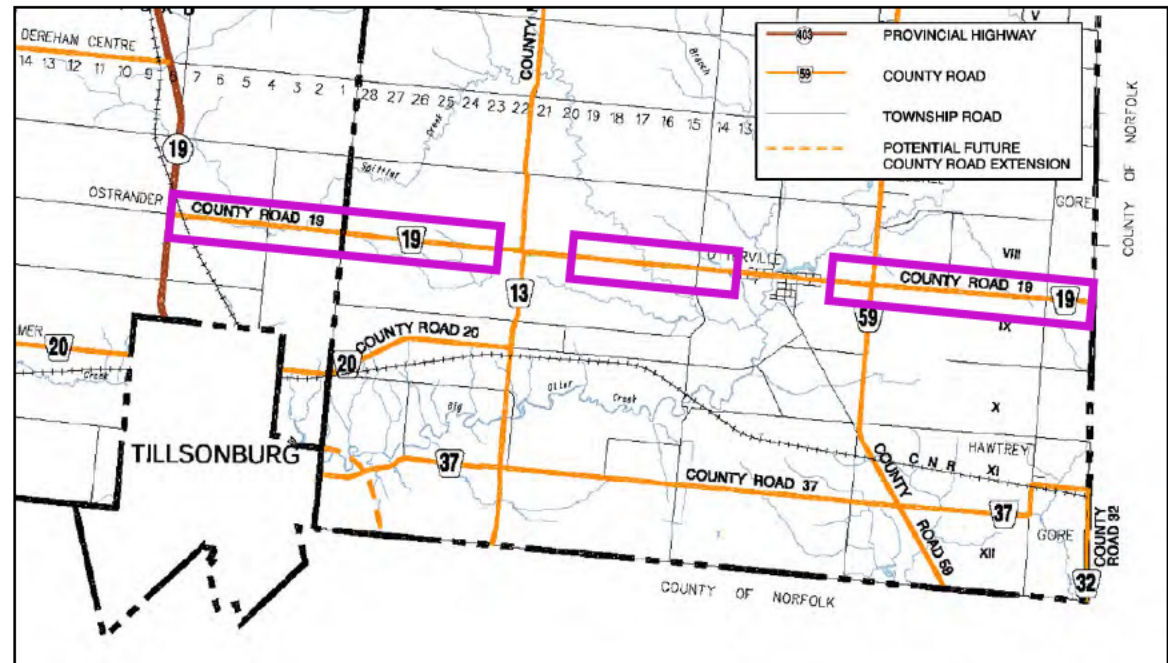 COUNTY
403
PROVINCIAL HIGHWAY
59
COUNTY ROAD
TOWNSHIP ROAD
POTENTIAL FUTURE
COUNTY ROAD EXTENSION
V
COUNTY OF NORFOLK
DEREHAM CENTRE
14 13 12 11 10 9 8 7 6 5 4 3 2 1 28 27 26 25 24 23 22 21 20 19 18 17 16 15 14 13
Branch
Creek
Spittler
19
OSTRANDER
GORE
COUNTY ROAD 19
19
VIII
COUNTY ROAD 19
19
13
59
IX
20
COUNTY ROAD 20
20
Creek
Big
Otter
Creek
X
TILLSONBURG
37
COUNTY ROAD 37
C N R
HAWTREY
XI
COUNTY
ROAD 59
37
GORE
XII
COUNTY
ROAD 32
32
COUNTY OF NORFOLK